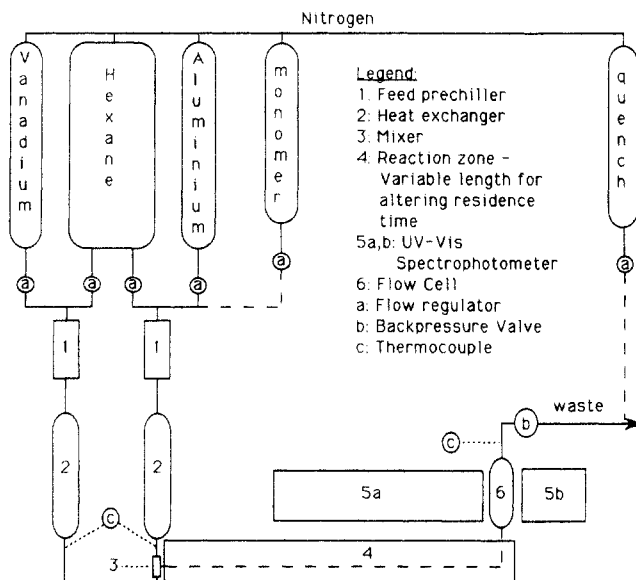 Nitrogen
Vanadium
Hexane
Aluminium
monomer
quench
Legend:
1: Feed prechiller
2: Heat exchanger
3: Mixer
4: Reaction zone -
Variable length for
altering residence
time
5a,b: UV-Vis
Spectrophotometer
6: Flow Cell
a: Flow regulator
b: Backpressure Valve
c: Thermocouple
a
a
a
a
a
a
1
1
waste
b
c
2
2
5a
6
5b
c
4
3